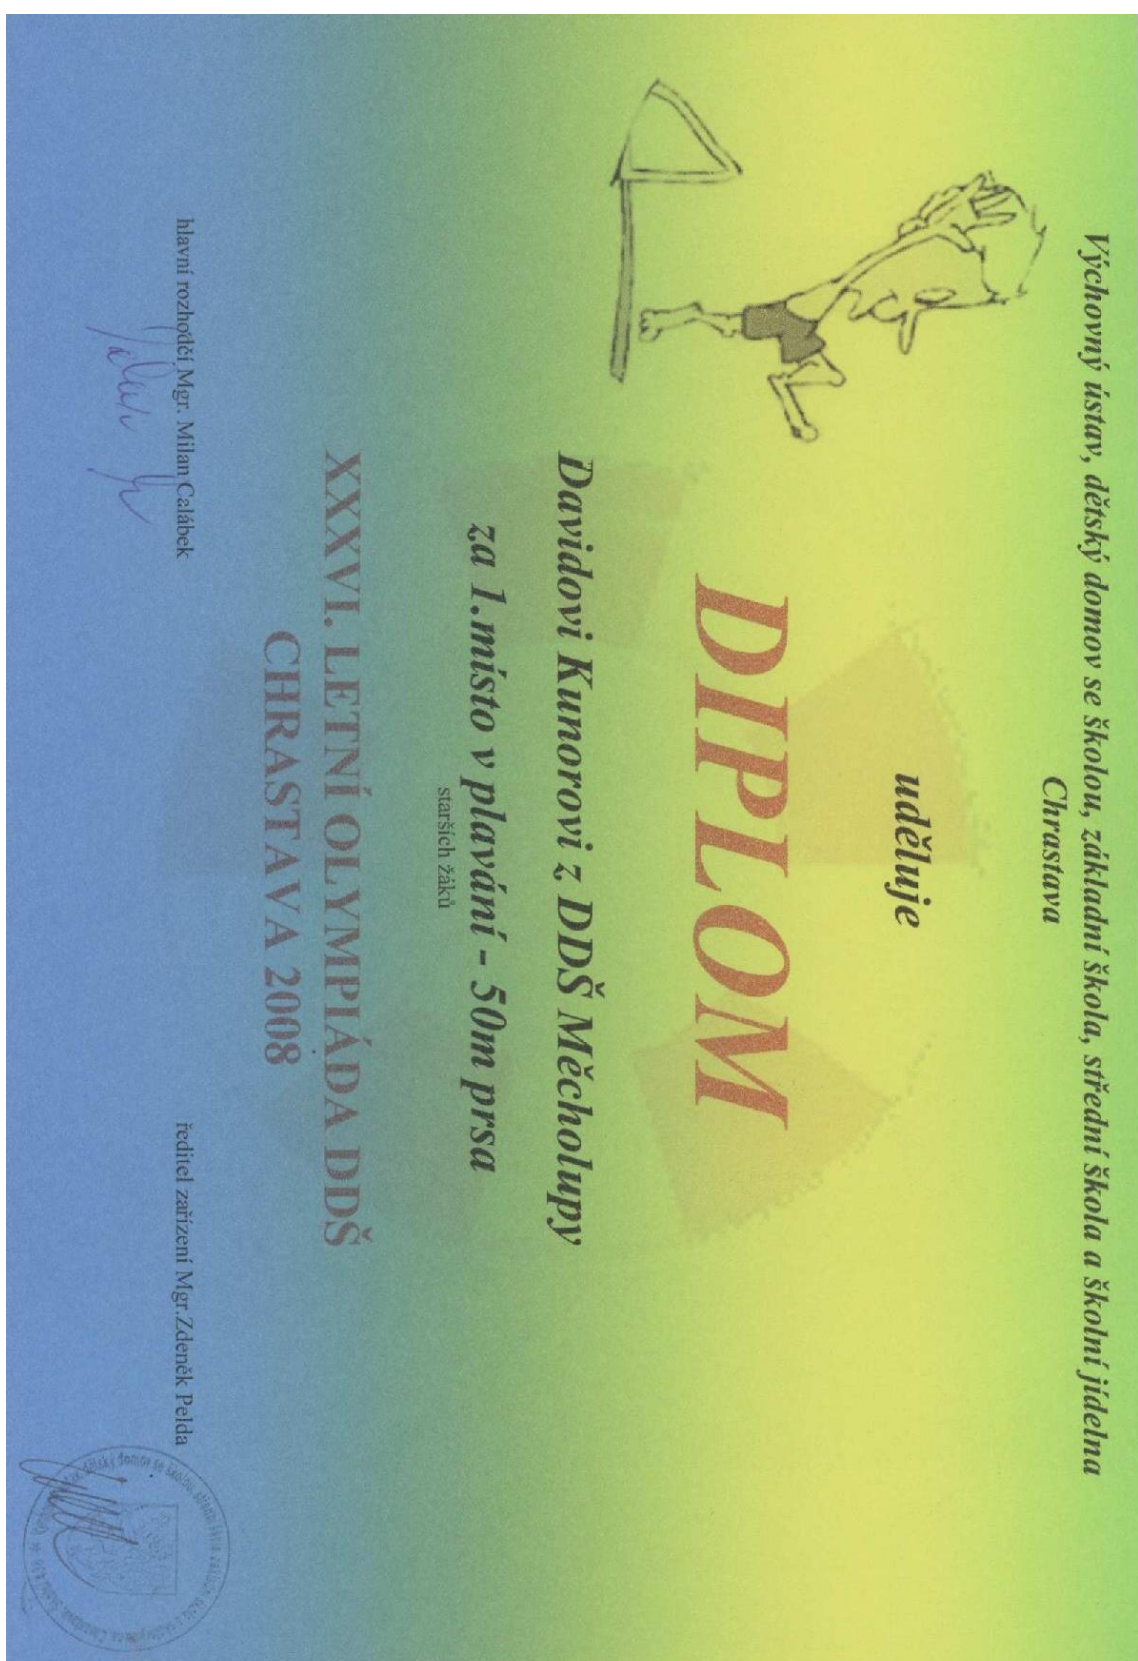 Výchovný ústav, dětský domov se školou, základní škola, střední škola a školní jídelna
Chrastava
uděluje
DIPLOM
Davidovi Kunorovi z DDŠ Měcholupy
za 1.místo v plavání - 50m prsa
starších žáků
XXXVI. LETNÍ OLYMPIÁDA DDŠ
CHRASTAVA 2008
hlavní rozhodčí Mgr. Milan Calábek
ředitel zařízení Mgr.Zdeněk Pelda